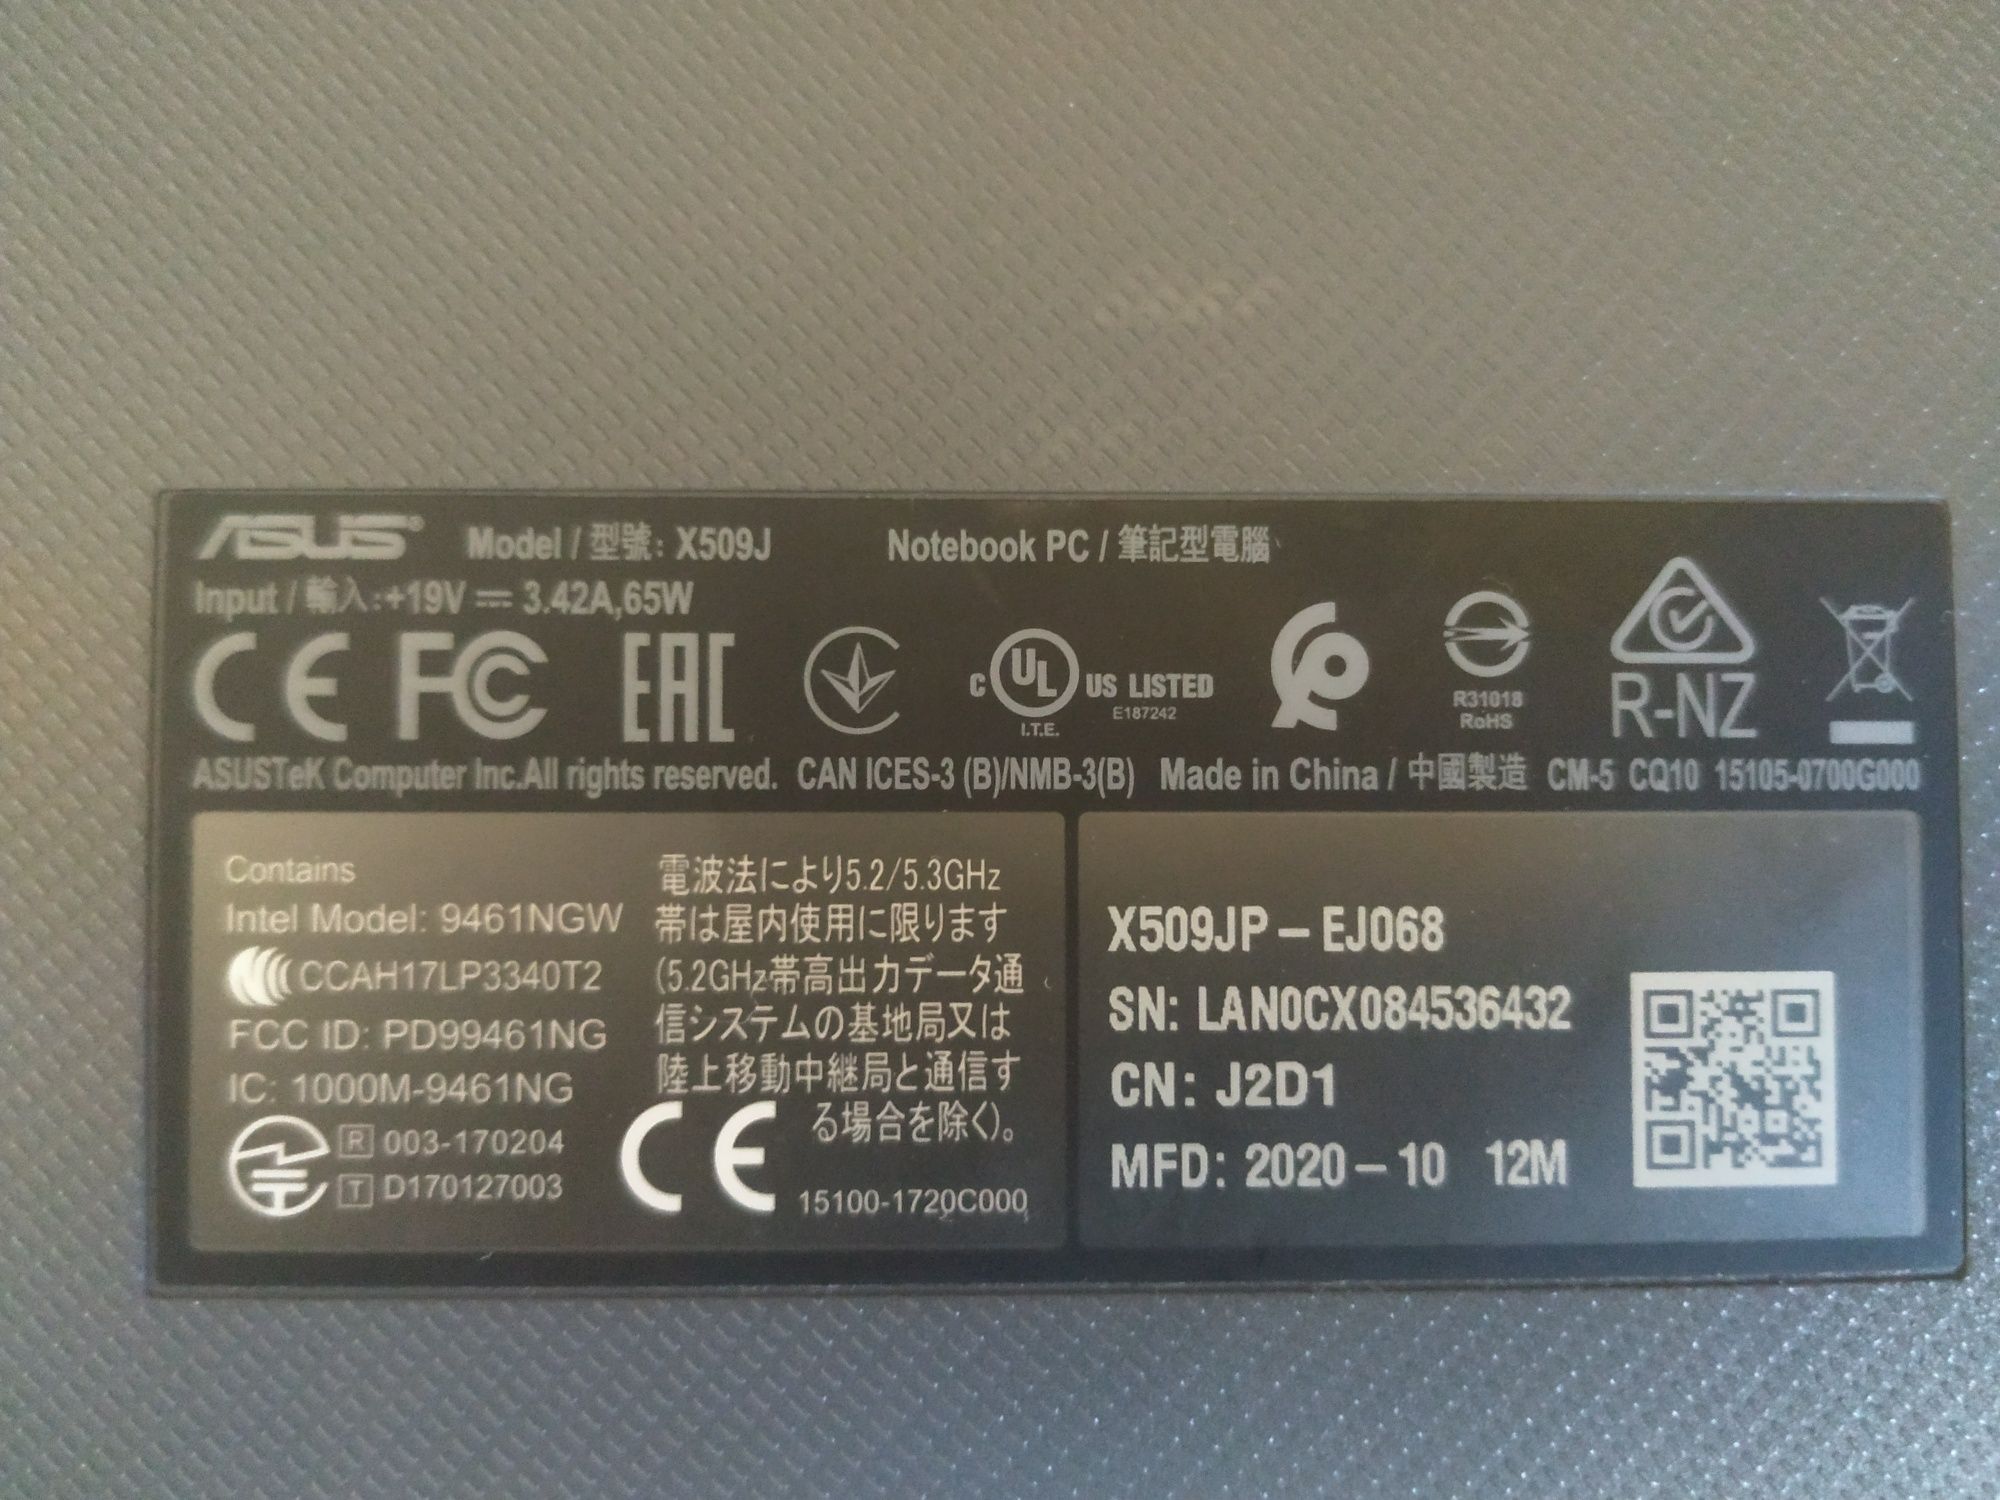 ASUS® Model / 型號: X509J Notebook PC / 筆記型電腦
Input / 輸入:+19V ⎓ 3.42A,65W
CE FC EAC C UL US LISTED
I.T.E. E187242
R31018
RoHS
R-NZ
ASUSTeK Computer Inc.All rights reserved. CAN ICES-3 (B)/NMB-3(B) Made in China / 中國製造 CM-5 CQ10 15105-0700G000
Contains
Intel Model: 9461NGW
CCAH17LP3340T2
FCC ID: PD99461NG
IC: 1000M-9461NG
R 003-170204
T D170127003
電波法により5.2/5.3GHz
帯は屋内使用に限ります
(5.2GHz帯高出力データ通
信システムの基地局又は
陸上移動中継局と通信す
る場合を除く)。
CE 15100-1720C000
X509JP-EJ068
SN: LAN0CX084536432
CN: J2D1
MFD: 2020-10 12M